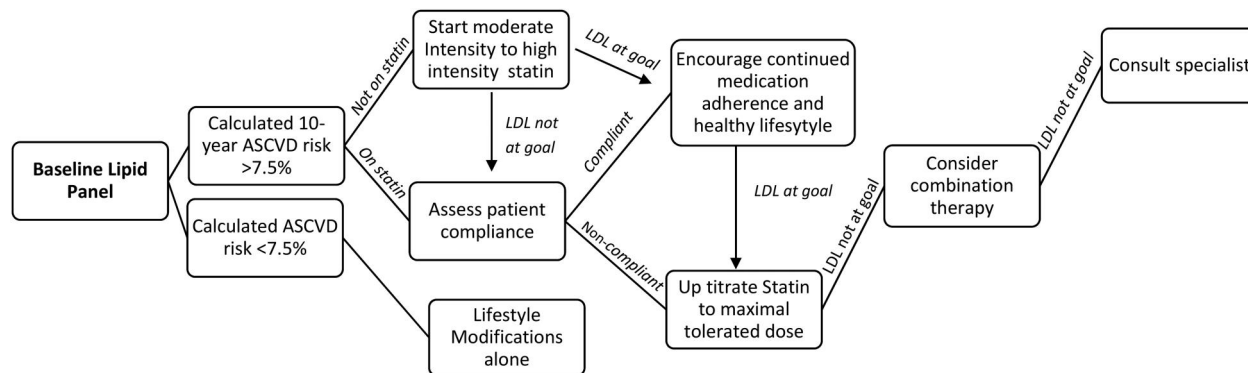 Baseline Lipid
Panel
Calculated 10-
year ASCVD risk
>7.5%
Calculated ASCVD
risk <7.5%
Not on statin
On statin
Start moderate
Intensity to high
intensity statin
LDL not
at goal
Assess patient
compliance
Lifestyle
Modifications
alone
LDL at goal
Compliant
Non-compliant
Encourage continued
medication
adherence and
healthy lifesytyle
LDL at goal
Up titrate Statin
to maximal
tolerated dose
LDL not at goal
Consider
combination
therapy
LDL not at goal
Consult specialist